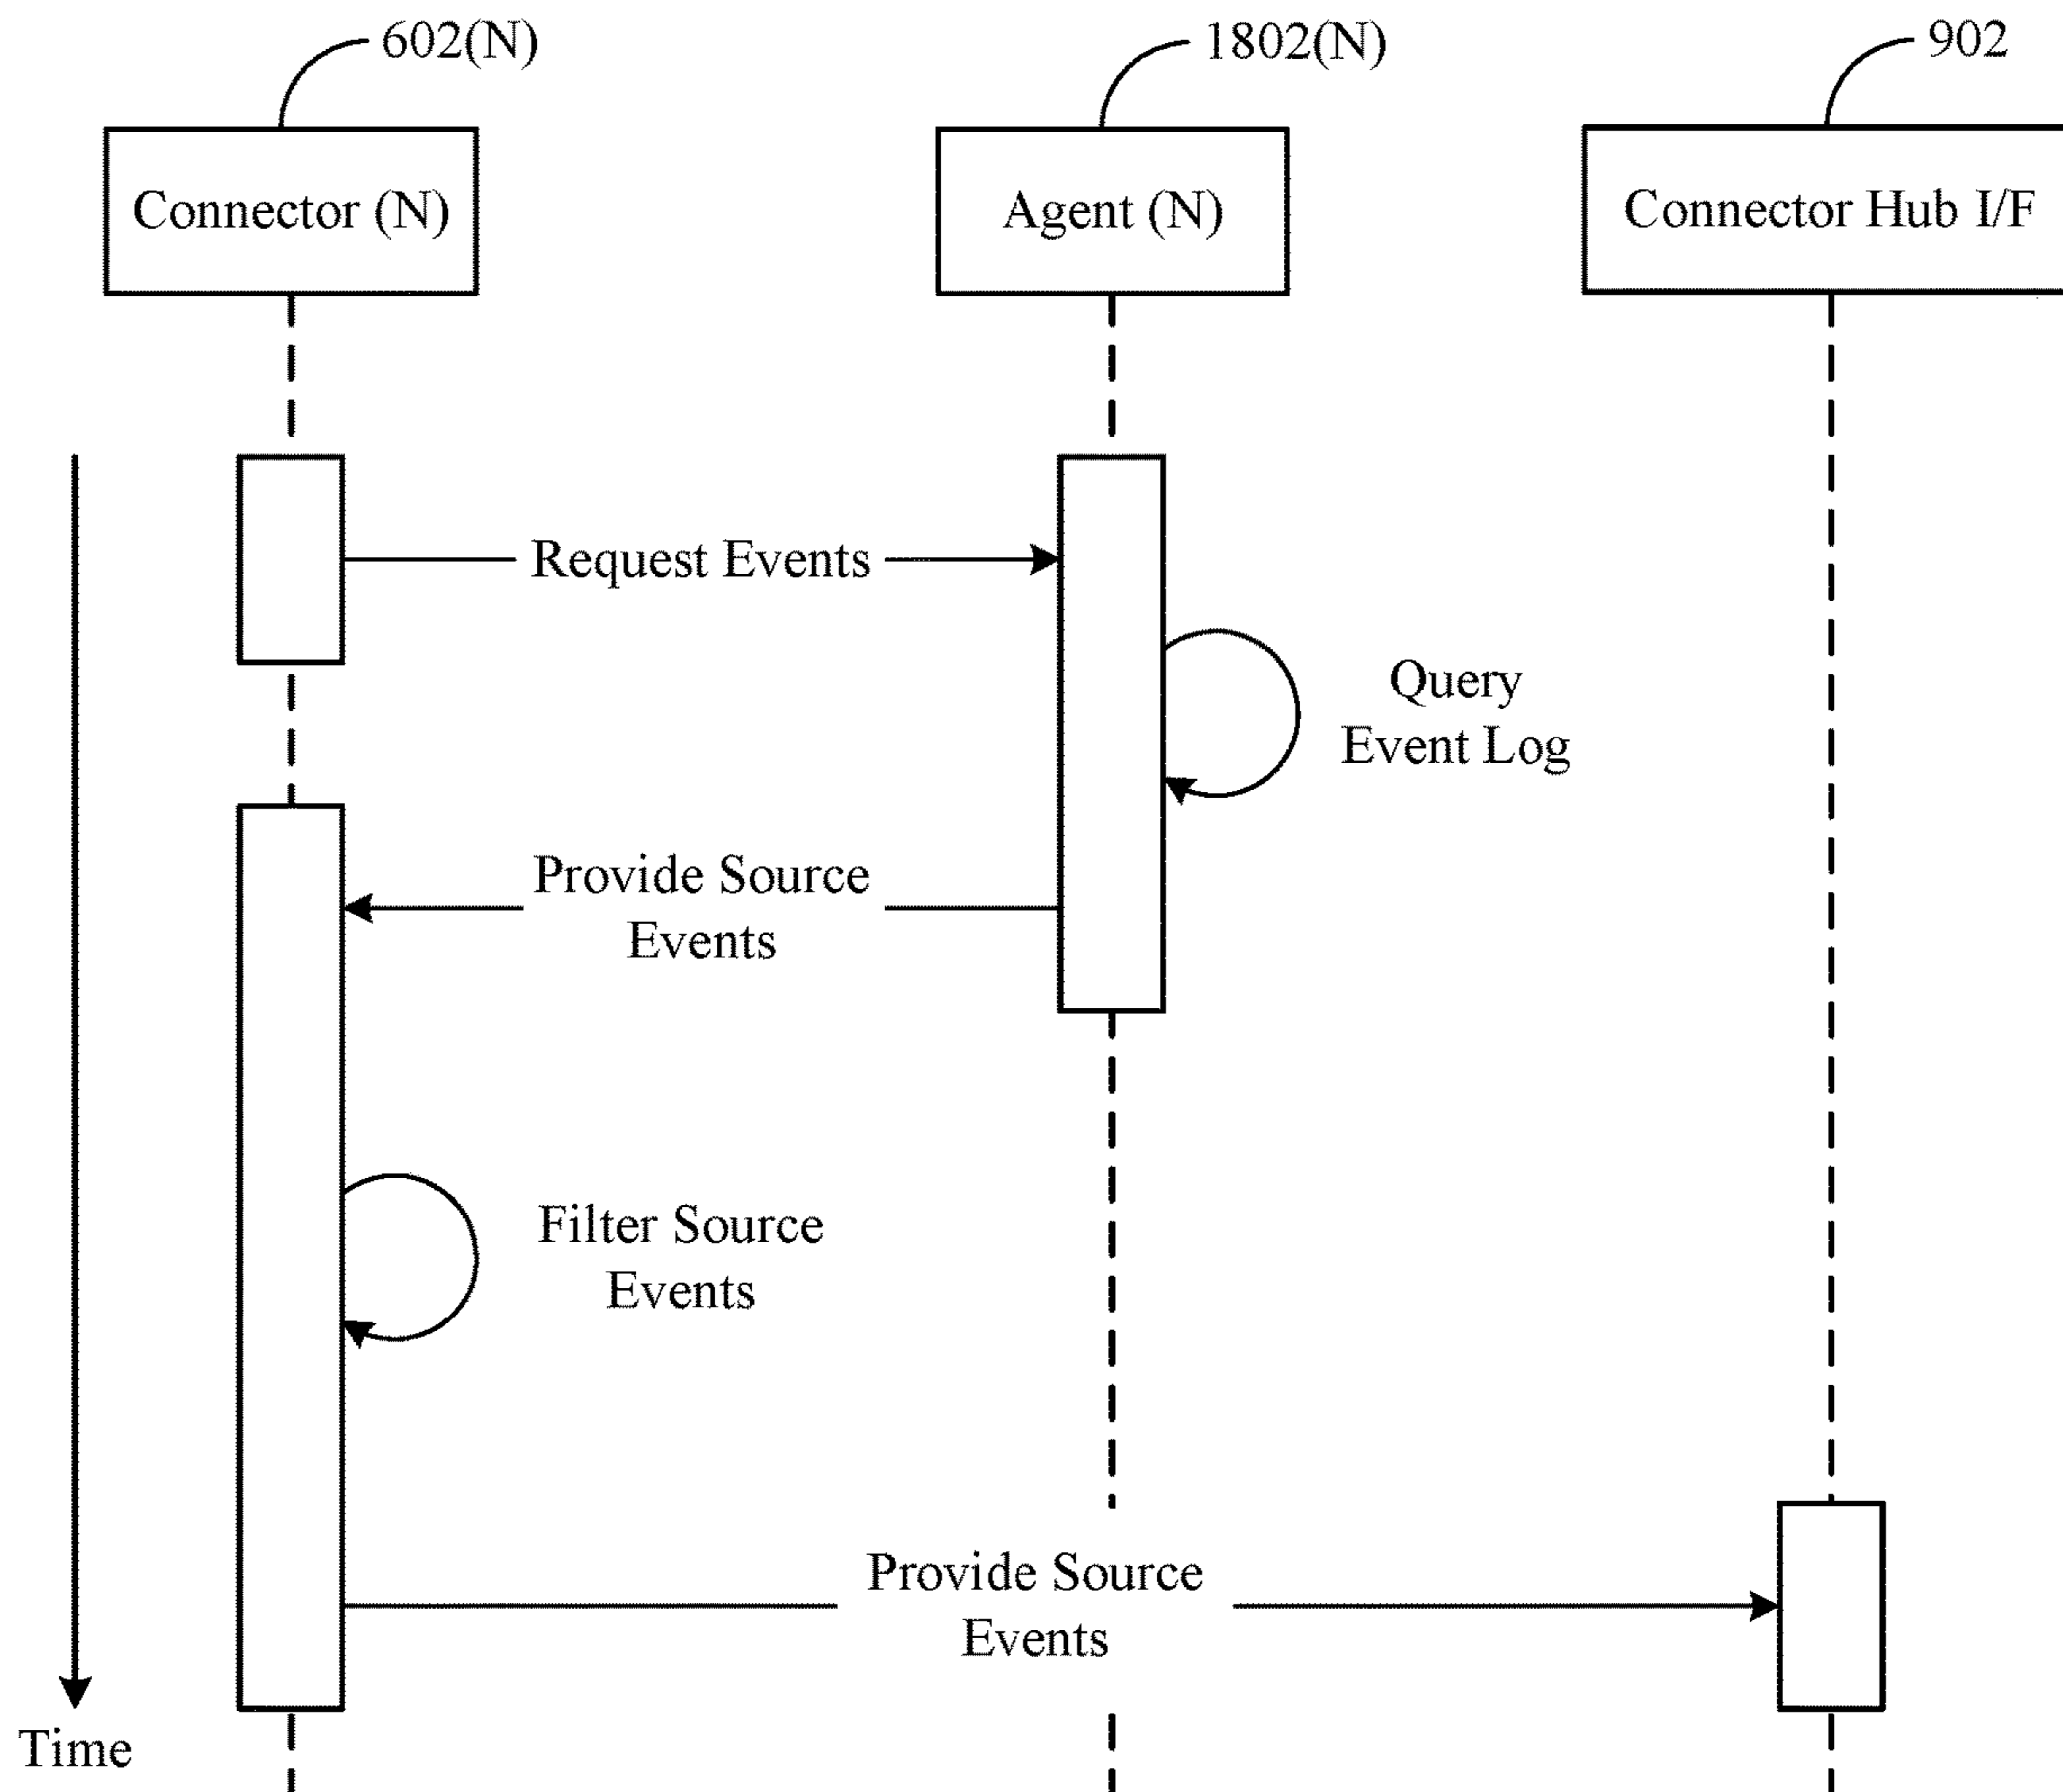 602(N)
1802(N)
902
Connector (N)
Agent (N)
Connector Hub I/F
Request Events
Query
Event Log
Provide Source
Events
Filter Source
Events
Provide Source
Events
Time